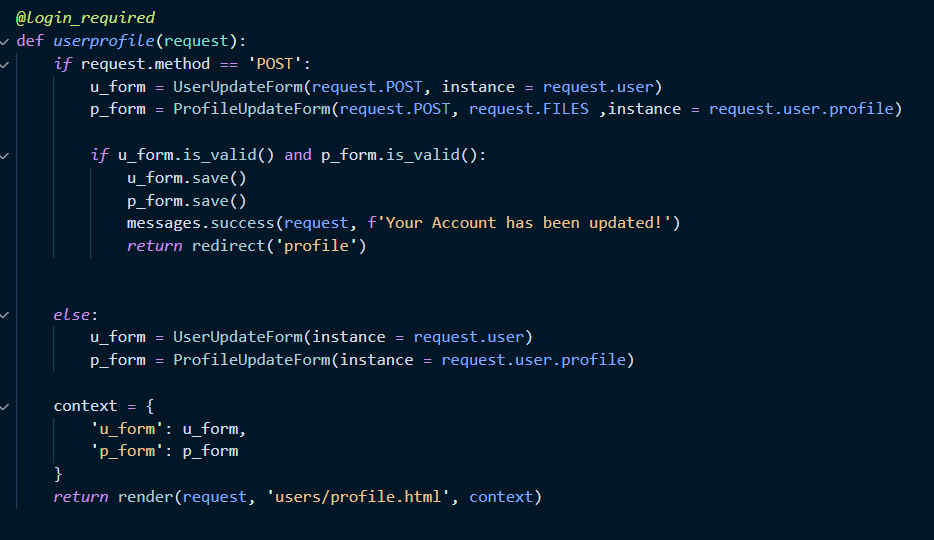 @login_required
def userprofile(request):
    if request.method == 'POST':
        u_form = UserUpdateForm(request.POST, instance = request.user)
        p_form = ProfileUpdateForm(request.POST, request.FILES ,instance = request.user.profile)

        if u_form.is_valid() and p_form.is_valid():
            u_form.save()
            p_form.save()
            messages.success(request, f'Your Account has been updated!')
            return redirect('profile')


    else:
        u_form = UserUpdateForm(instance = request.user)
        p_form = ProfileUpdateForm(instance = request.user.profile)

    context = {
        'u_form': u_form,
        'p_form': p_form
    }
    return render(request, 'users/profile.html', context)